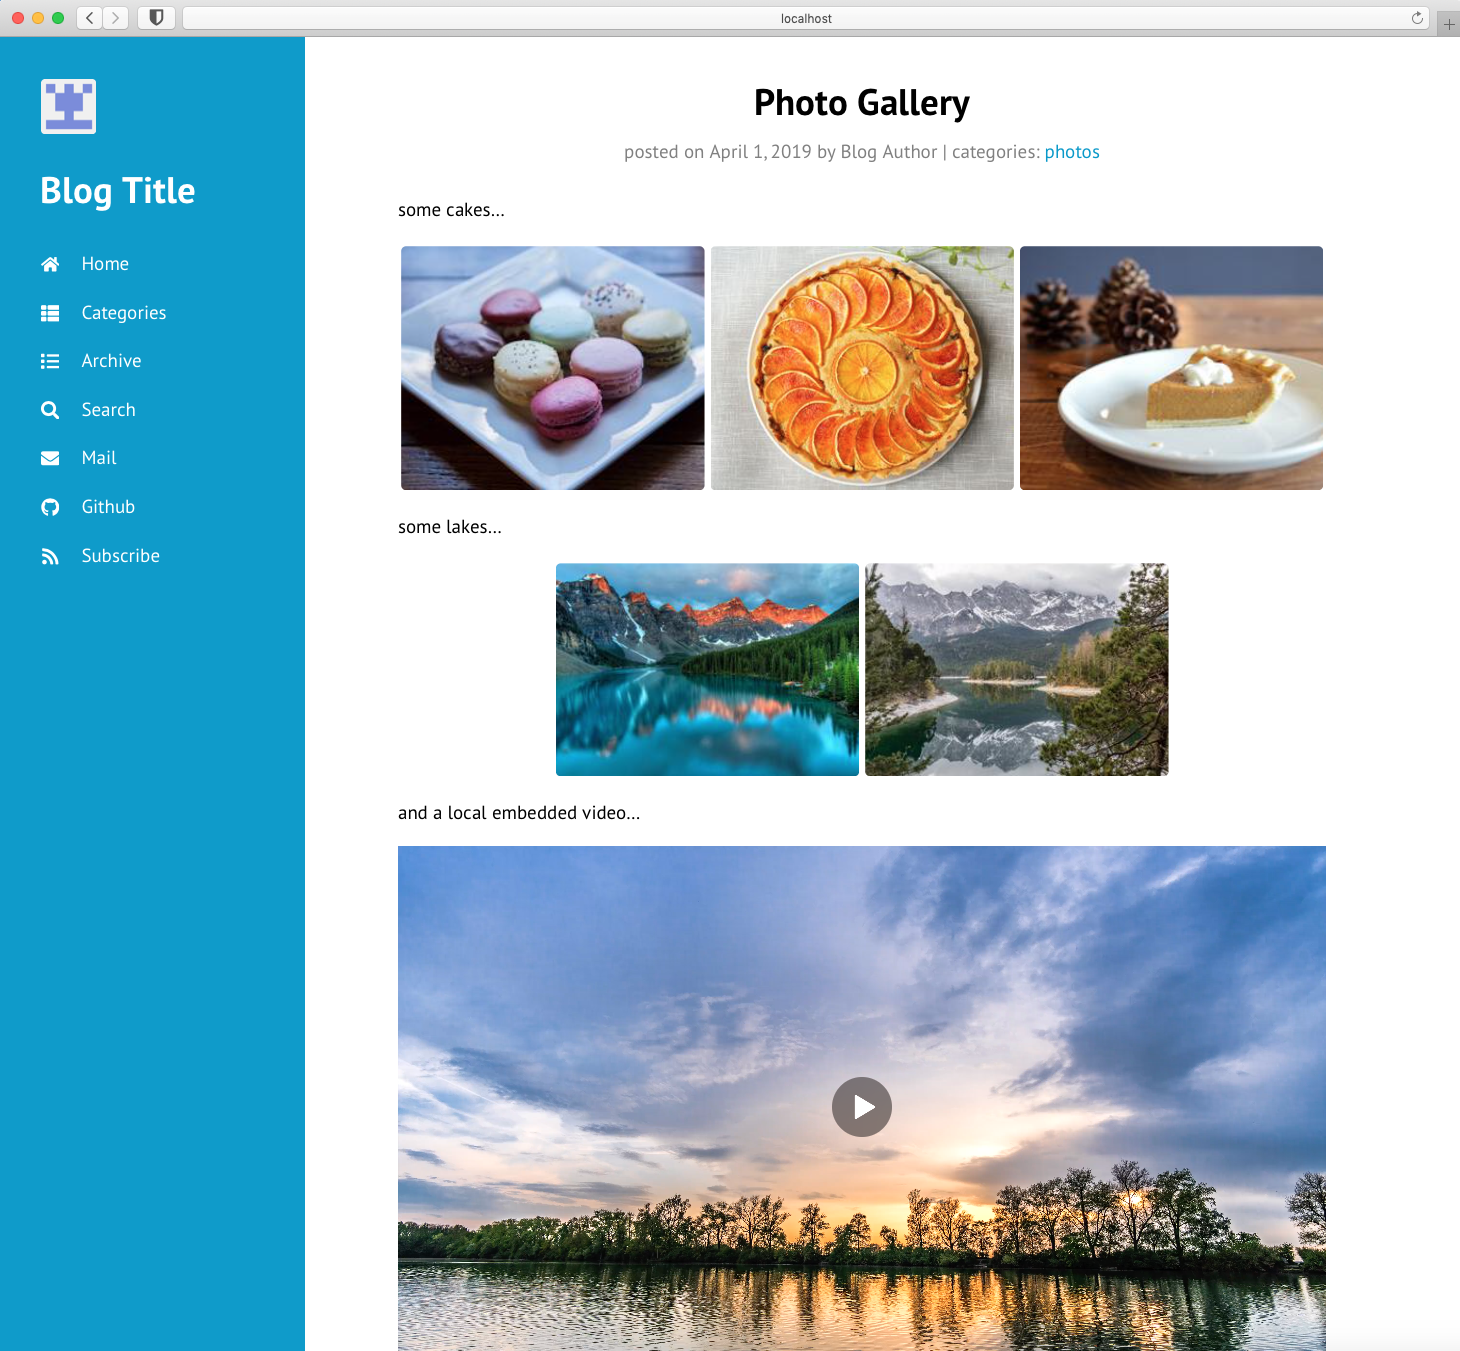 localhost
Blog Title
Home
Categories
Archive
Search
Mail
Github
Subscribe
Photo Gallery
posted on April 1, 2019 by Blog Author | categories: photos
some cakes...
some lakes...
and a local embedded video...